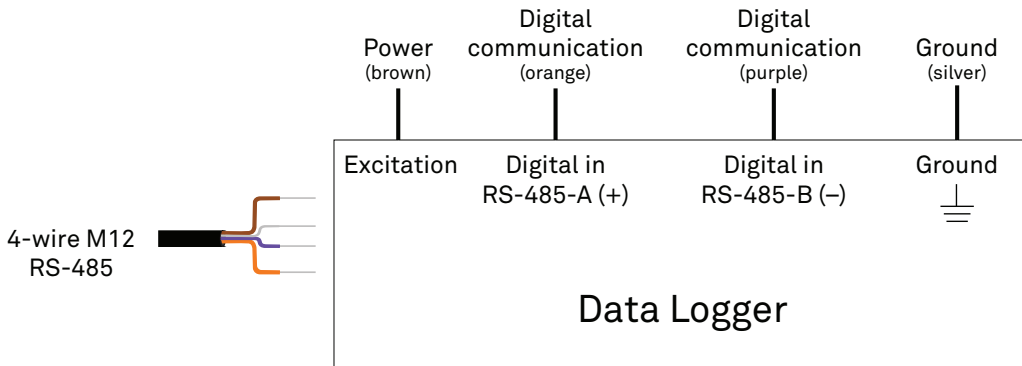 Power
(brown)
Digital
communication
(orange)
Digital
communication
(purple)
Ground
(silver)
Excitation
Digital in
RS-485-A (+)
Digital in
RS-485-B (–)
Ground
4-wire M12
RS-485
Data Logger